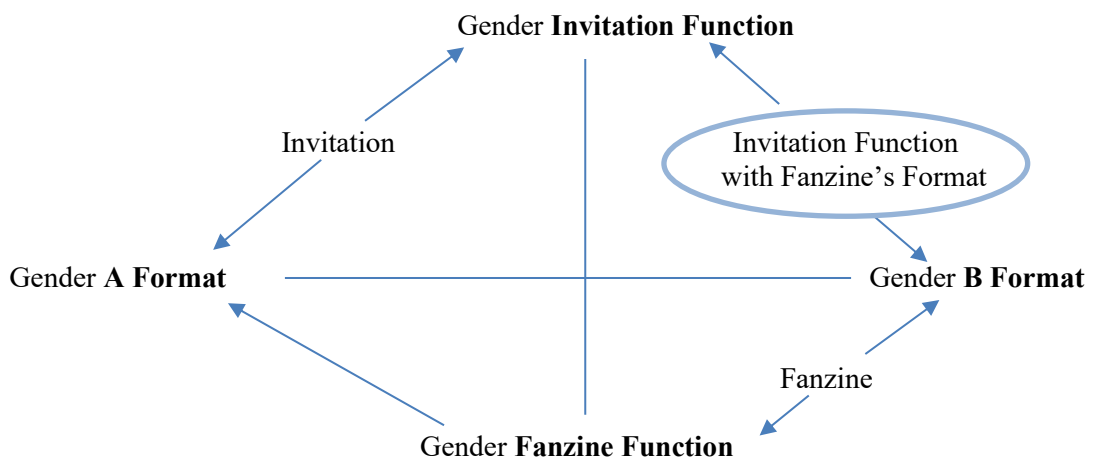 Gender Invitation Function
Invitation
Invitation Function
with Fanzine’s Format
Gender A Format
Gender B Format
Fanzine
Gender Fanzine Function